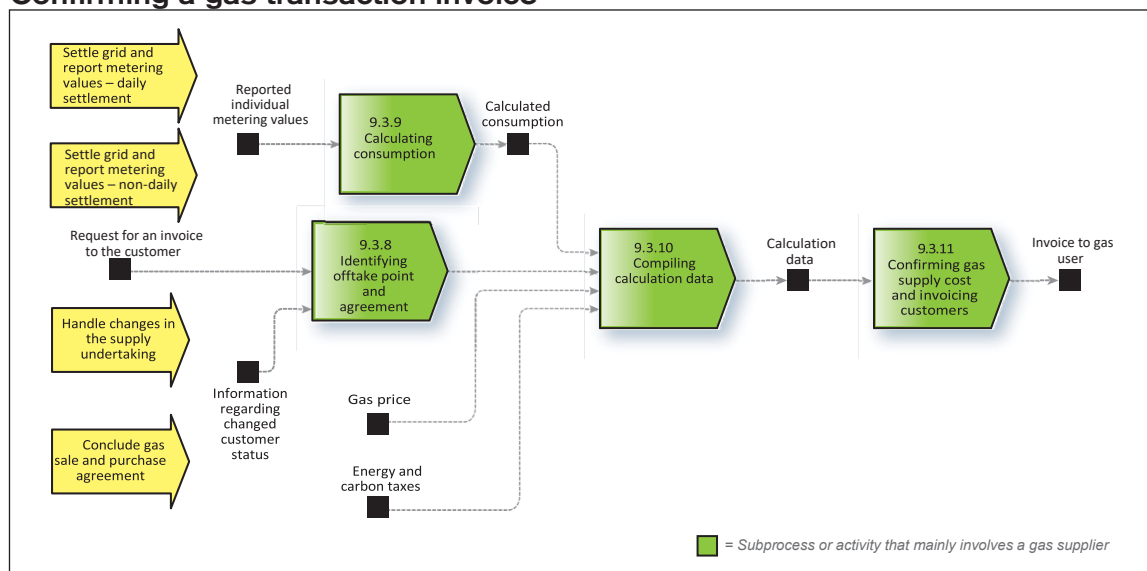 Confirming a gas transaction invoice
Settle grid and
report metering
values – daily
settlement
Reported
individual
metering values
9.3.9
Calculating
consumption
Calculated
consumption
Settle grid and
report metering
values – non-daily
settlement
Request for an invoice
to the customer
9.3.8
Identifying
offtake point
and
agreement
9.3.10
Compiling
calculation data
Calculation
data
9.3.11
Confirming gas
supply cost
and invoicing
customers
Invoice to gas
user
Handle changes in
the supply
undertaking
Information
regarding
changed
customer
status
Gas price
Conclude gas
sale and purchase
agreement
Energy and
carbon taxes
= Subprocess or activity that mainly involves a gas supplier